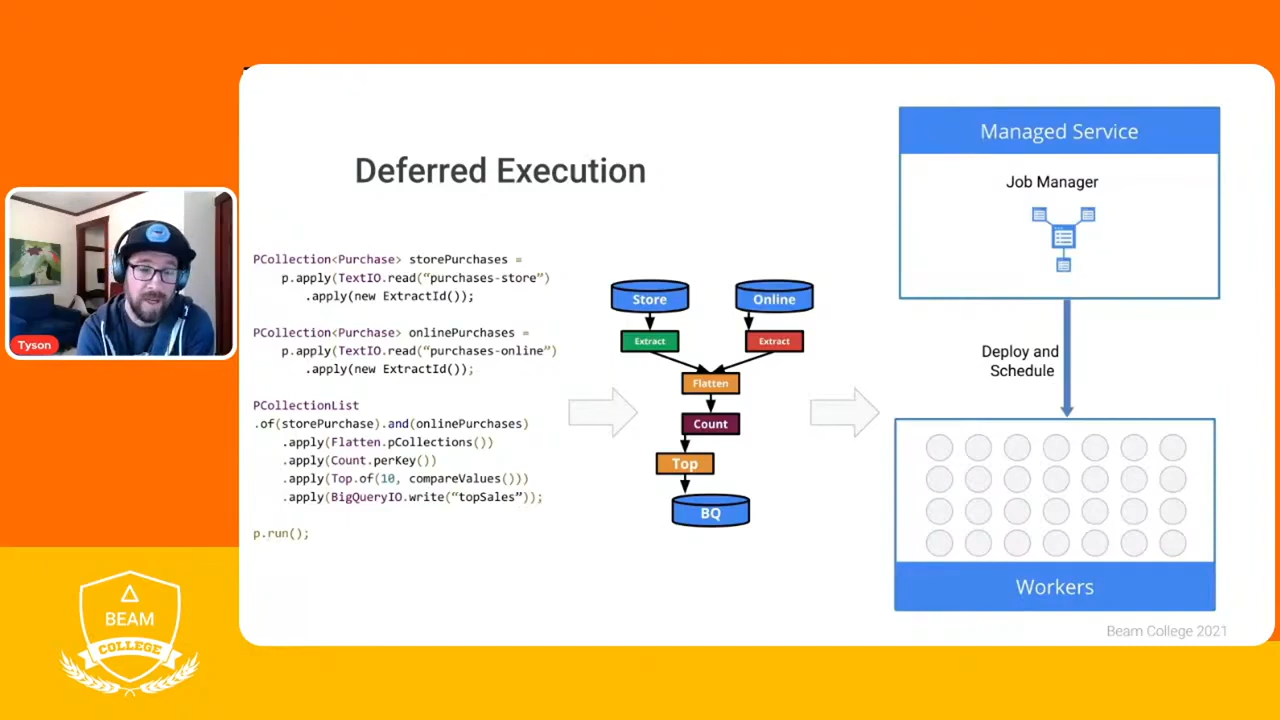 Deferred Execution
PCollection<Purchase> storePurchases =
p.apply(TextIO.read(“purchases-store”)
.apply(new ExtractId());
PCollection<Purchase> onlinePurchases =
p.apply(TextIO.read(“purchases-online”)
.apply(new ExtractId());
PCollectionList
.of(storePurchase).and(onlinePurchases)
.apply(Flatten.pCollections())
.apply(Count.perKey())
.apply(Top.of(10, compareValues()))
.apply(BigQueryIO.write(“topSales”));
p.run();
Store
Online
Extract
Extract
Flatten
Count
Top
BQ
Managed Service
Job Manager
Deploy and
Schedule
Workers
Beam College 2021
Tyson
BEAM
COLLEGE